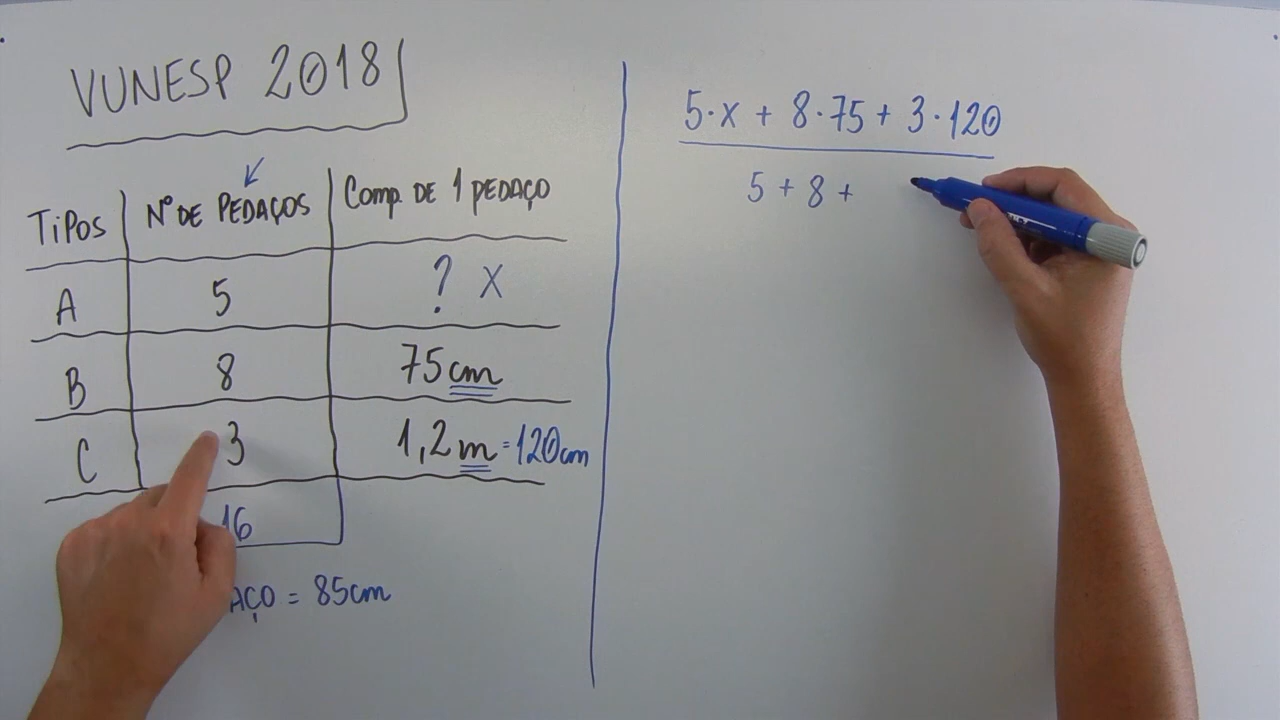 VUNESP 2018
TIPOS Nº DE PEDAÇOS Comp. DE 1 PEDAÇO
A 5 ? X
B 8 75cm
C 3 1,2m = 120cm
16
AÇO = 85cm
5·x + 8·75 + 3·120
5 + 8 +